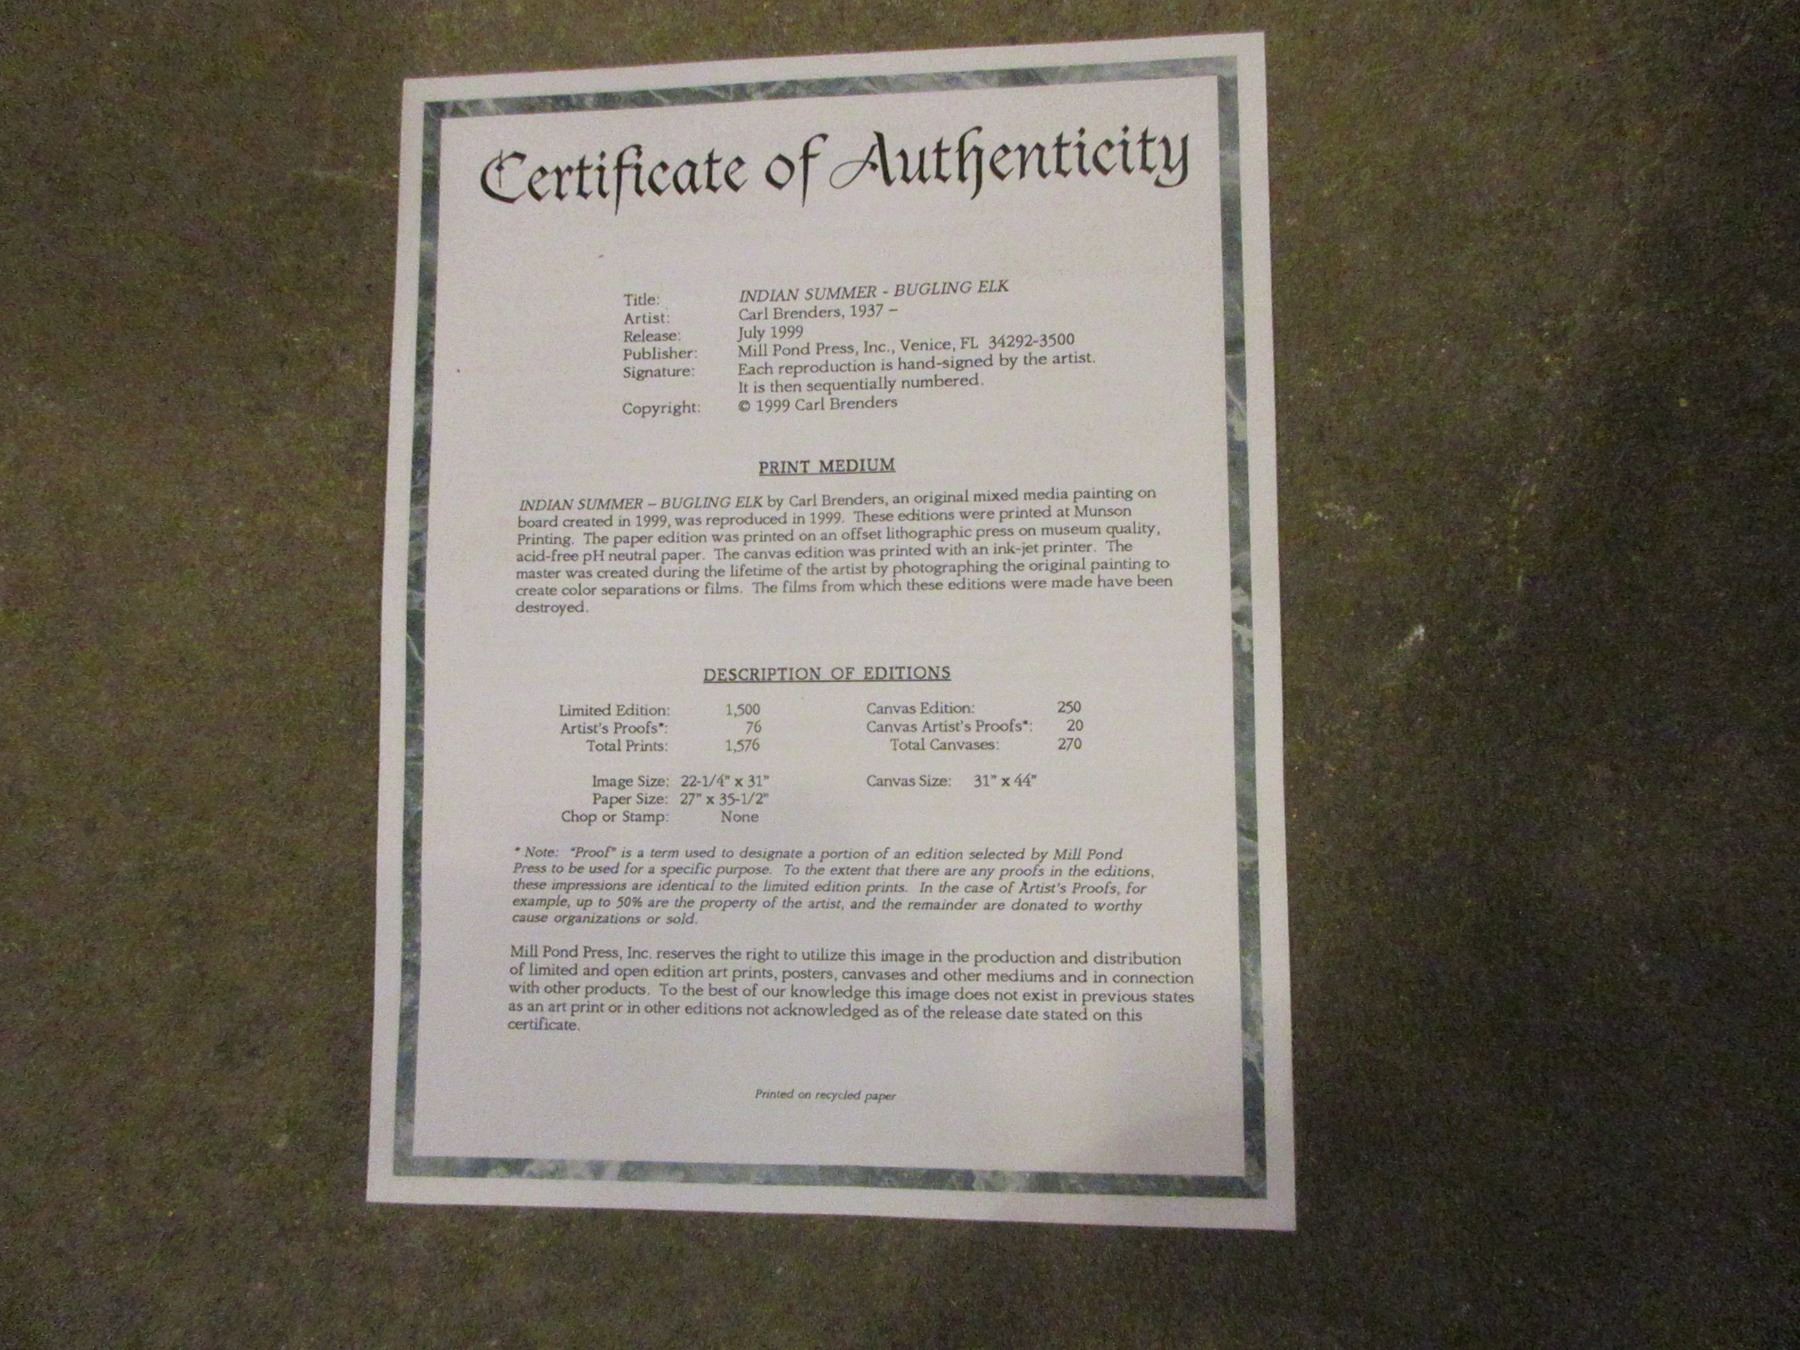 Certificate of Authenticity
Title: INDIAN SUMMER - BUGLING ELK
Artist: Carl Brenders, 1937 –
Release: July 1999
Publisher: Mill Pond Press, Inc., Venice, FL 34292-3500
Signature: Each reproduction is hand-signed by the artist.
It is then sequentially numbered.
Copyright: © 1999 Carl Brenders
PRINT MEDIUM
INDIAN SUMMER – BUGLING ELK by Carl Brenders, an original mixed media painting on
board created in 1999, was reproduced in 1999. These editions were printed at Munson
Printing. The paper edition was printed on an offset lithographic press on museum quality,
acid-free pH neutral paper. The canvas edition was printed with an ink-jet printer. The
master was created during the lifetime of the artist by photographing the original painting to
create color separations or films. The films from which these editions were made have been
destroyed.
DESCRIPTION OF EDITIONS
Limited Edition: 1,500 Canvas Edition: 250
Artist's Proofs*: 76 Canvas Artist's Proofs*: 20
Total Prints: 1,576 Total Canvases: 270
Image Size: 22-1/4" x 31" Canvas Size: 31" x 44"
Paper Size: 27" x 35-1/2"
Chop or Stamp: None
* Note: "Proof" is a term used to designate a portion of an edition selected by Mill Pond
Press to be used for a specific purpose. To the extent that there are any proofs in the editions,
these impressions are identical to the limited edition prints. In the case of Artist's Proofs, for
example, up to 50% are the property of the artist, and the remainder are donated to worthy
cause organizations or sold.
Mill Pond Press, Inc. reserves the right to utilize this image in the production and distribution
of limited and open edition art prints, posters, canvases and other mediums and in connection
with other products. To the best of our knowledge this image does not exist in previous states
as an art print or in other editions not acknowledged as of the release date stated on this
certificate.
Printed on recycled paper